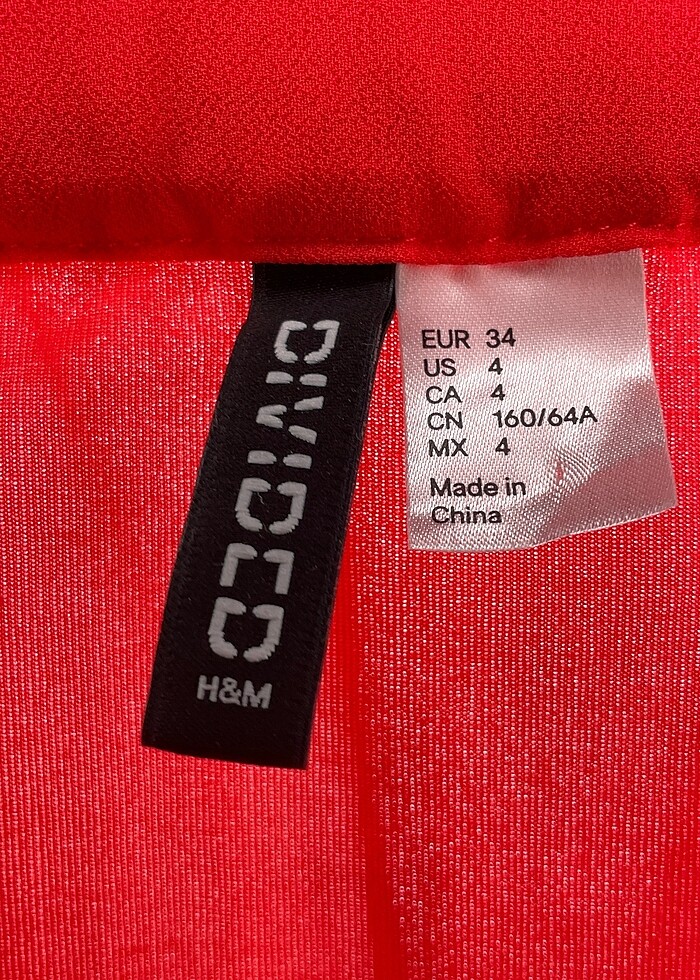 DIVIDED
H&M
EUR 34
US 4
CA 4
CN 160/64A
MX 4
Made in
China